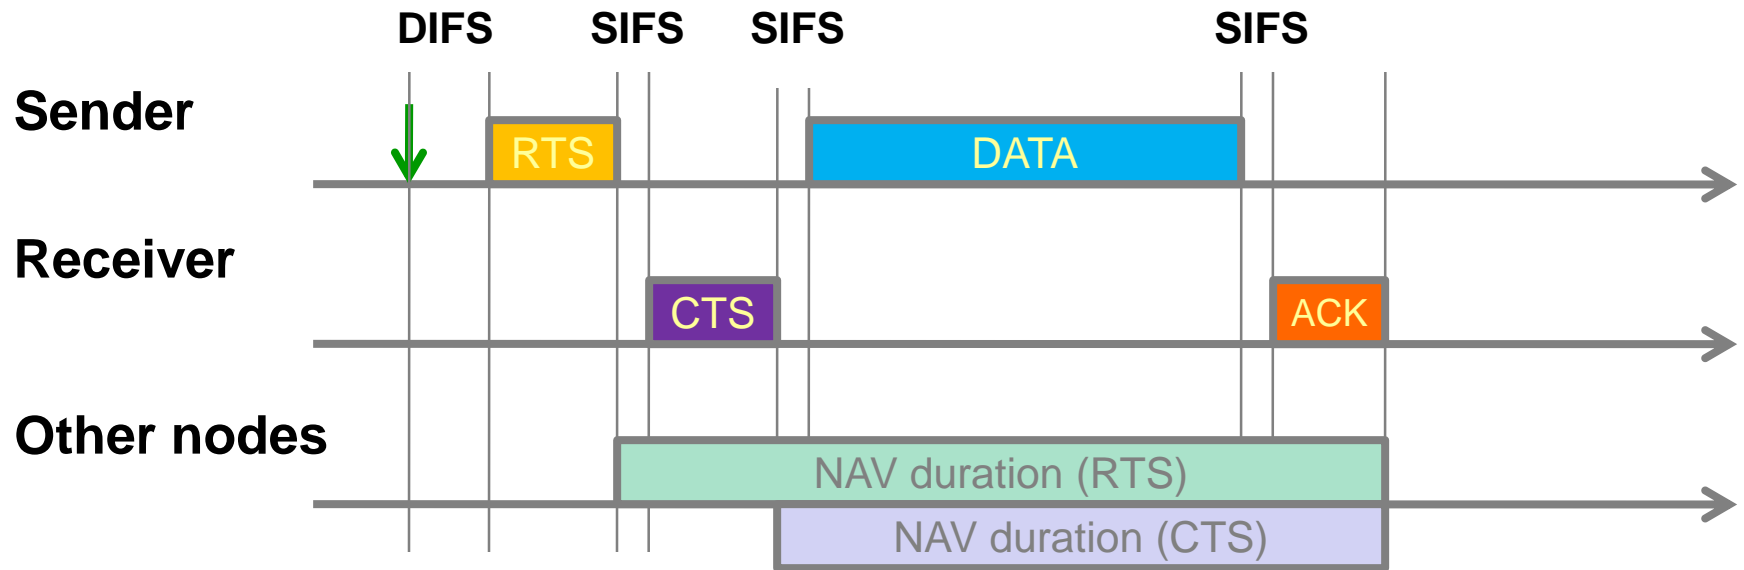 DIFS SIFS SIFS SIFS
Sender
RTS DATA
Receiver
CTS ACK
Other nodes
NAV duration (RTS)
NAV duration (CTS)